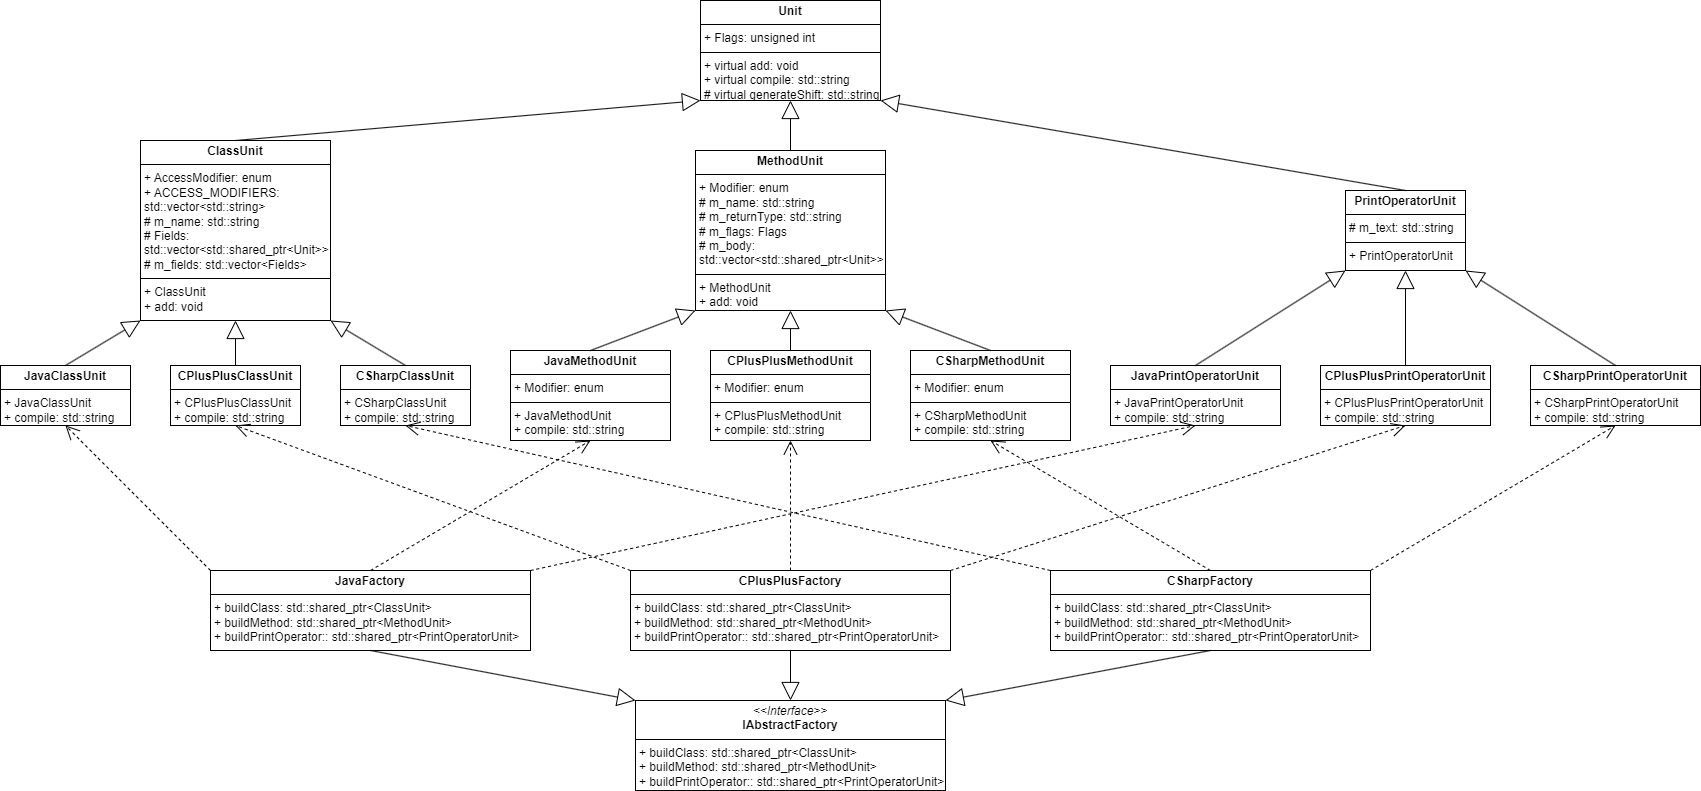 Unit
+ Flags: unsigned int
+ virtual add: void
+ virtual compile: std::string
# virtual generateShift: std::string
ClassUnit
+ AccessModifier: enum
+ ACCESS_MODIFIERS:
std::vector<std::string>
# m_name: std::string
# Fields:
std::vector<std::shared_ptr<Unit>>
# m_fields: std::vector<Fields>
+ ClassUnit
+ add: void
MethodUnit
+ Modifier: enum
# m_name: std::string
# m_returnType: std::string
# m_flags: Flags
# m_body:
std::vector<std::shared_ptr<Unit>>
+ MethodUnit
+ add: void
PrintOperatorUnit
# m_text: std::string
+ PrintOperatorUnit
JavaClassUnit
+ JavaClassUnit
+ compile: std::string
CPlusPlusClassUnit
+ CPlusPlusClassUnit
+ compile: std::string
CSharpClassUnit
+ CSharpClassUnit
+ compile: std::string
JavaMethodUnit
+ Modifier: enum
+ JavaMethodUnit
+ compile: std::string
CPlusPlusMethodUnit
+ Modifier: enum
+ CPlusPlusMethodUnit
+ compile: std::string
CSharpMethodUnit
+ Modifier: enum
+ CSharpMethodUnit
+ compile: std::string
JavaPrintOperatorUnit
+ JavaPrintOperatorUnit
+ compile: std::string
CPlusPlusPrintOperatorUnit
+ CPlusPlusPrintOperatorUnit
+ compile: std::string
CSharpPrintOperatorUnit
+ CSharpPrintOperatorUnit
+ compile: std::string
JavaFactory
+ buildClass: std::shared_ptr<ClassUnit>
+ buildMethod: std::shared_ptr<MethodUnit>
+ buildPrintOperator:: std::shared_ptr<PrintOperatorUnit>
CPlusPlusFactory
+ buildClass: std::shared_ptr<ClassUnit>
+ buildMethod: std::shared_ptr<MethodUnit>
+ buildPrintOperator:: std::shared_ptr<PrintOperatorUnit>
CSharpFactory
+ buildClass: std::shared_ptr<ClassUnit>
+ buildMethod: std::shared_ptr<MethodUnit>
+ buildPrintOperator:: std::shared_ptr<PrintOperatorUnit>
<<Interface>>
IAbstractFactory
+ buildClass: std::shared_ptr<ClassUnit>
+ buildMethod: std::shared_ptr<MethodUnit>
+ buildPrintOperator:: std::shared_ptr<PrintOperatorUnit>